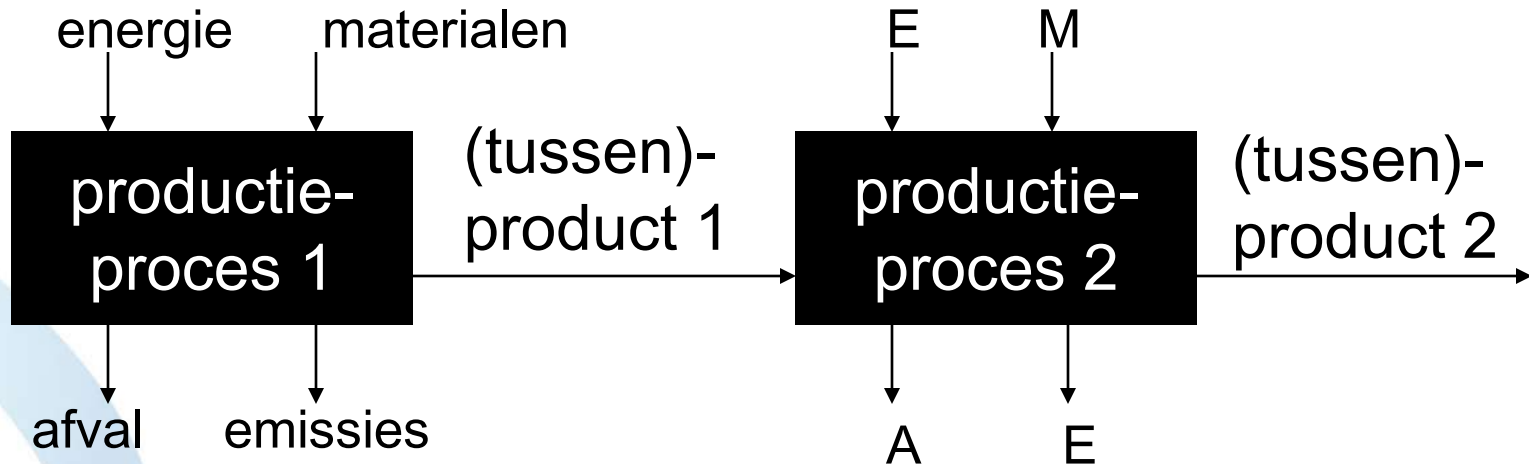 energie
materialen
E
M
productie-
proces 1
(tussen)-
product 1
productie-
proces 2
(tussen)-
product 2
afval
emissies
A
E